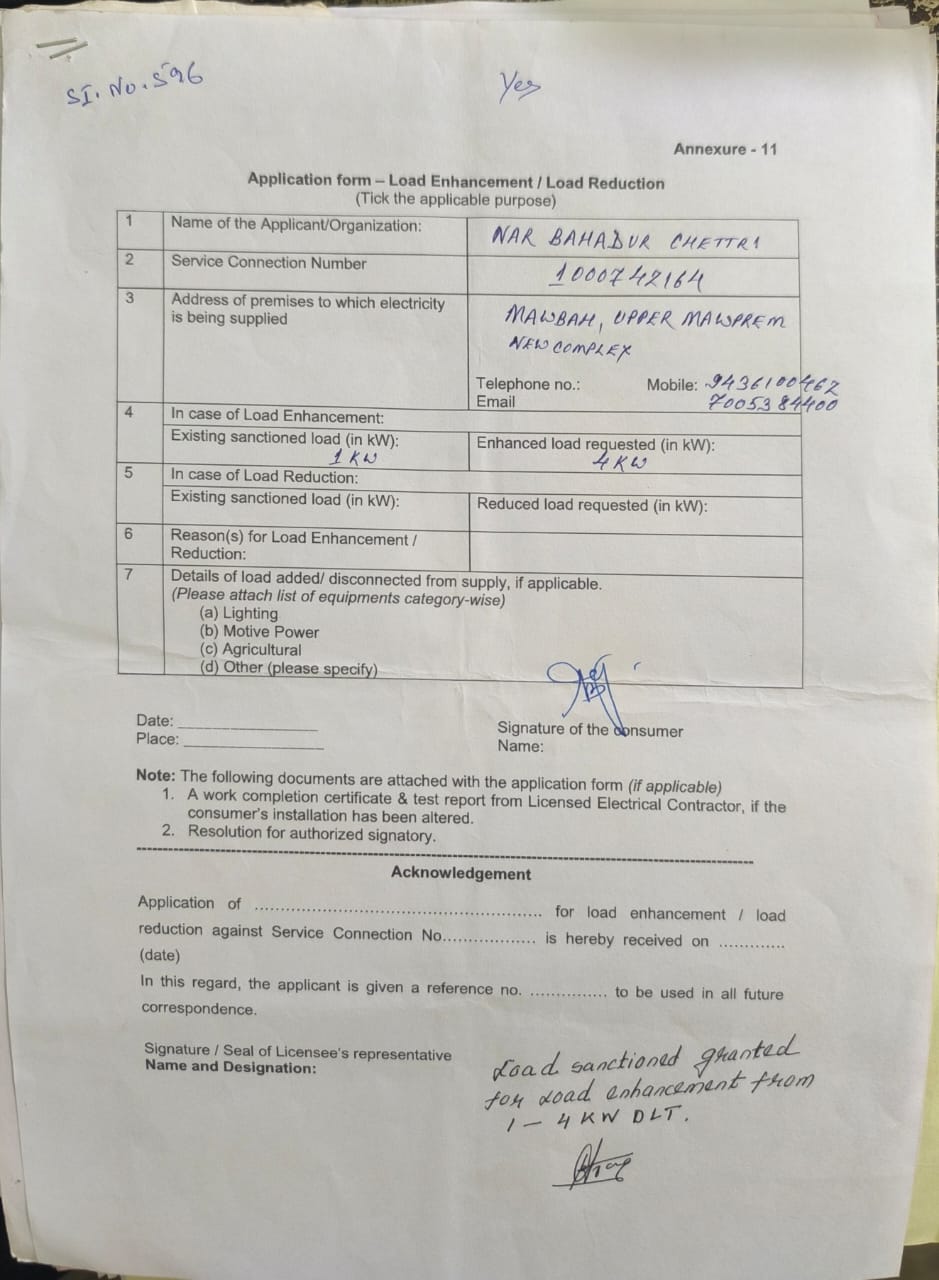 SI. No. 596
Yes
Annexure - 11
Application form – Load Enhancement / Load Reduction
(Tick the applicable purpose)
1 Name of the Applicant/Organization: NAR BAHADUR CHETTRI
2 Service Connection Number 1000742164
3 Address of premises to which electricity MAWBAH, UPPER MAWPREM
is being supplied NEW COMPLEX
Telephone no.: Mobile: 9436100462
Email 7005384400
4 In case of Load Enhancement:
Existing sanctioned load (in kW): Enhanced load requested (in kW):
1 KW 4 KW
5 In case of Load Reduction:
Existing sanctioned load (in kW): Reduced load requested (in kW):
6 Reason(s) for Load Enhancement /
Reduction:
7 Details of load added/ disconnected from supply, if applicable.
(Please attach list of equipments category-wise)
(a) Lighting
(b) Motive Power
(c) Agricultural
(d) Other (please specify)
Date: ____________________
Place: ____________________
Signature of the consumer
Name:
Note: The following documents are attached with the application form (if applicable)
1. A work completion certificate & test report from Licensed Electrical Contractor, if the
consumer's installation has been altered.
2. Resolution for authorized signatory.
Acknowledgement
Application of .................................................. for load enhancement / load
reduction against Service Connection No.................. is hereby received on .............
(date)
In this regard, the applicant is given a reference no. .............. to be used in all future
correspondence.
Signature / Seal of Licensee's representative
Name and Designation:
Load sanctioned granted
for Load enhancement from
1 – 4 KW DLT.